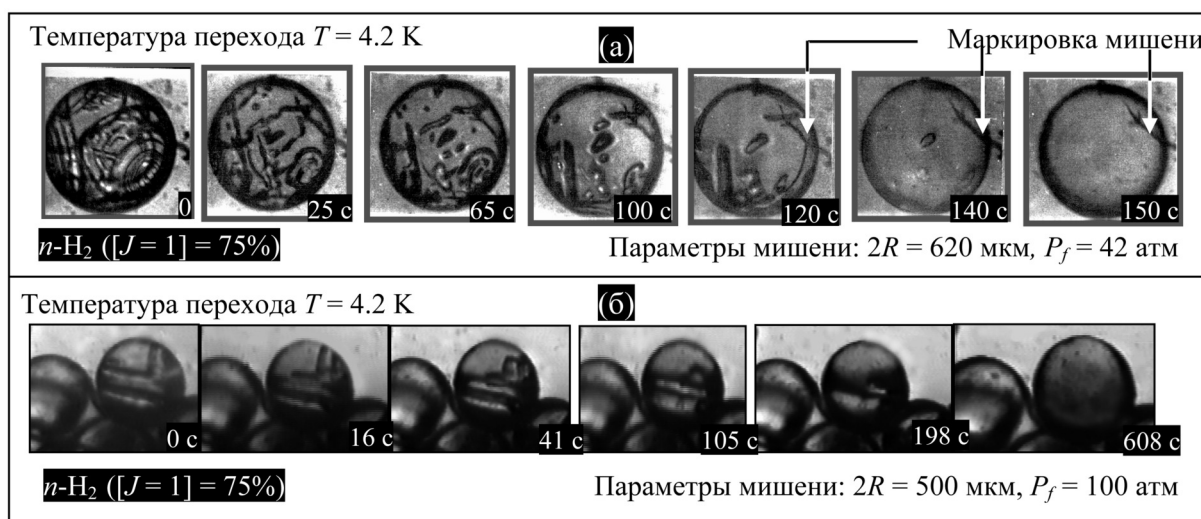 Температура перехода T = 4.2 K
(а)
Маркировка мишени
0
25 с
65 с
100 с
120 с
140 с
150 с
n-H₂ ([J = 1] = 75%)
Параметры мишени: 2R = 620 мкм, P_f = 42 атм
Температура перехода T = 4.2 K
(б)
0 с
16 с
41 с
105 с
198 с
608 с
n-H₂ ([J = 1] = 75%)
Параметры мишени: 2R = 500 мкм, P_f = 100 атм